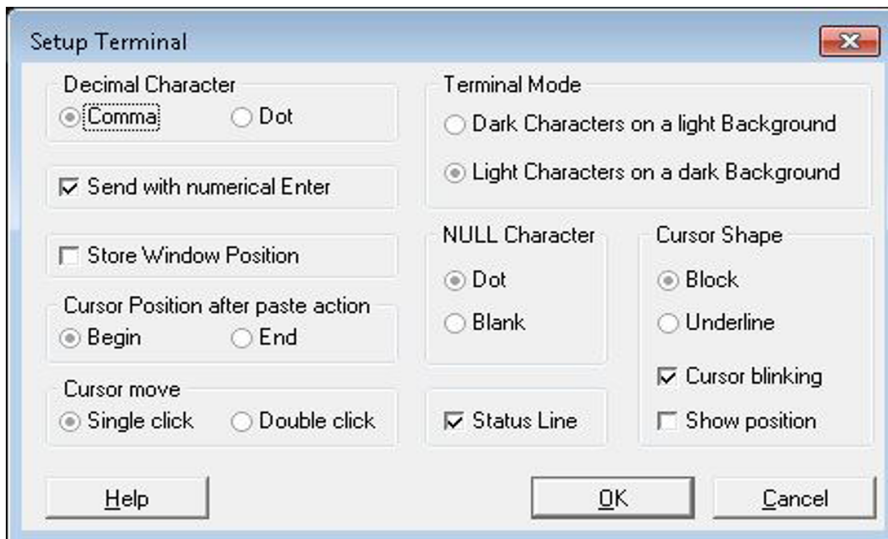 Setup Terminal
Decimal Character
Comma
Dot
Send with numerical Enter
Store Window Position
Cursor Position after paste action
Begin
End
Cursor move
Single click
Double click
Terminal Mode
Dark Characters on a light Background
Light Characters on a dark Background
NULL Character
Dot
Blank
Status Line
Cursor Shape
Block
Underline
Cursor blinking
Show position
Help
OK
Cancel